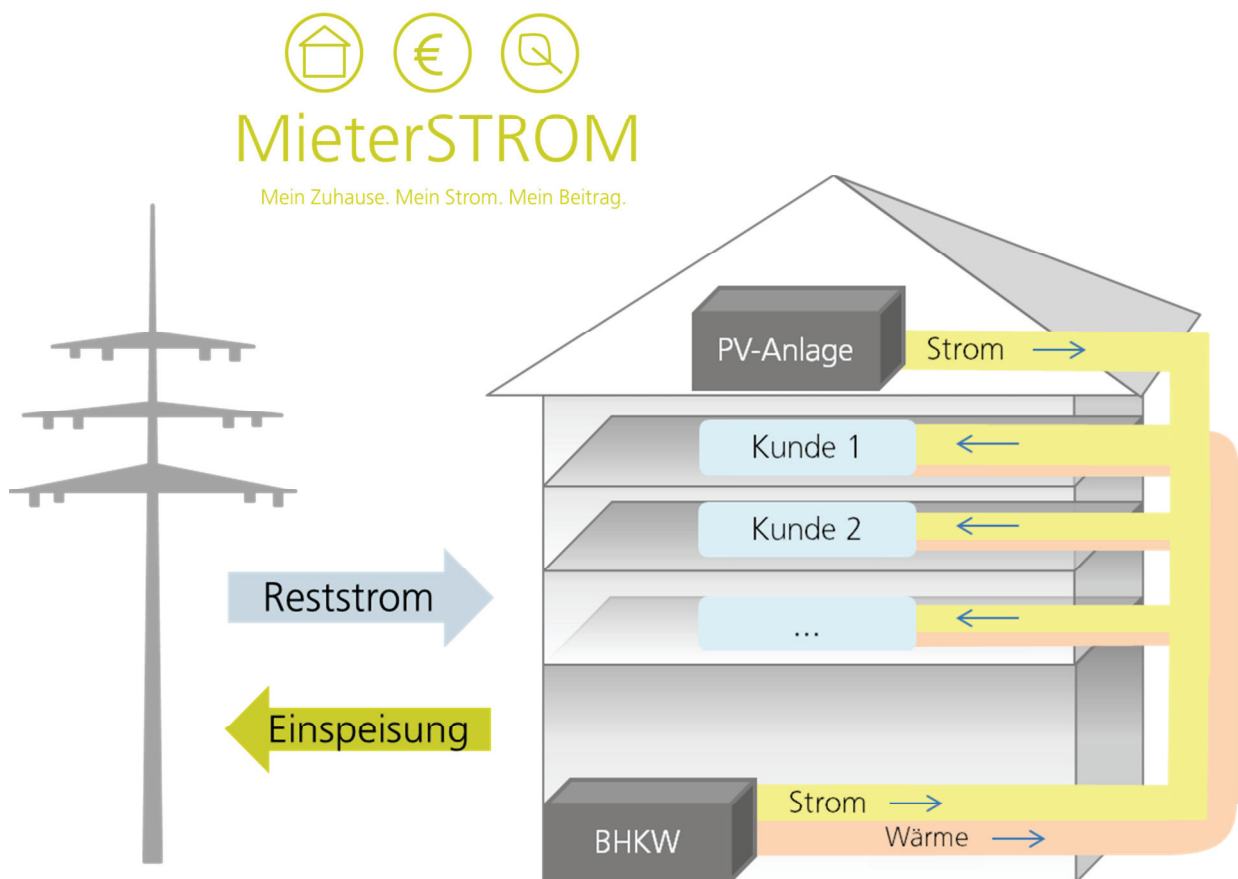 €
MieterSTROM
Mein Zuhause. Mein Strom. Mein Beitrag.
PV-Anlage
Strom
Kunde 1
Kunde 2
Reststrom
...
Einspeisung
Strom
BHKW
Wärme